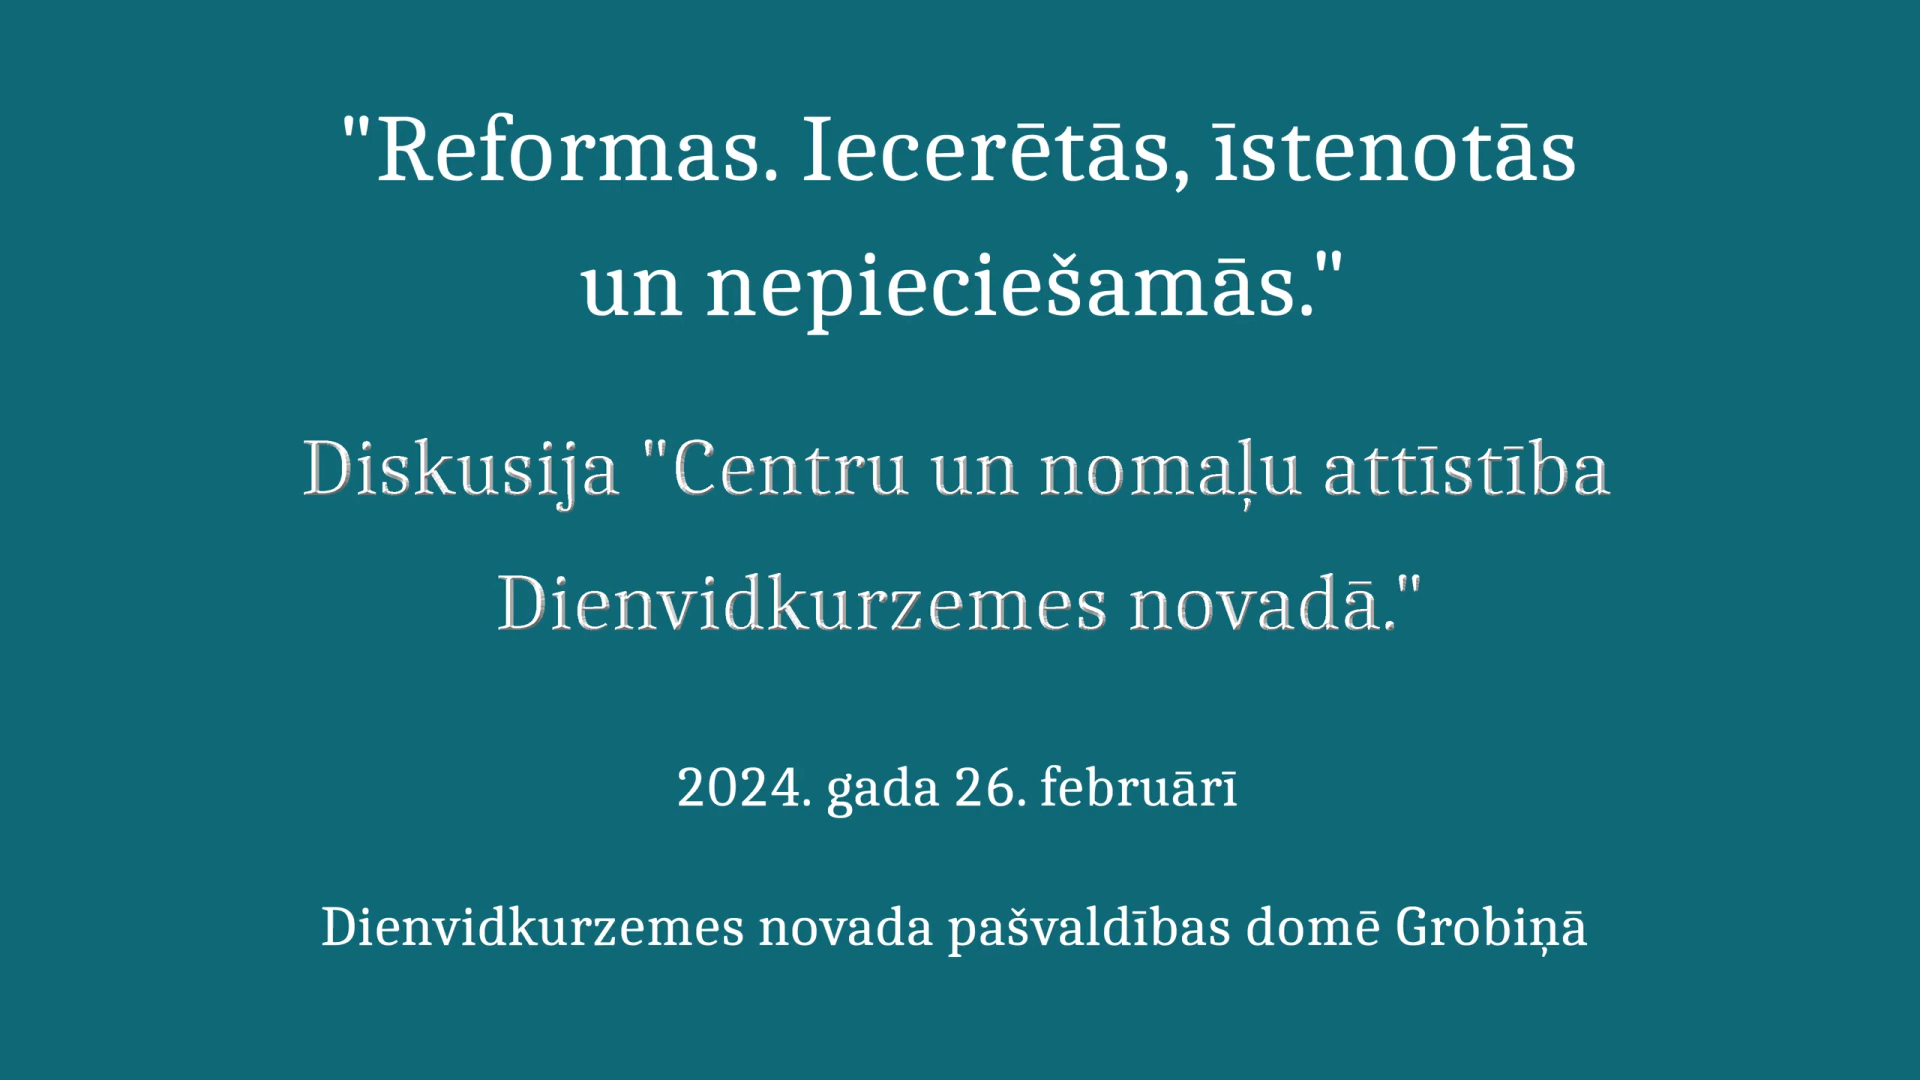 "Reformas. Iecerētās, īstenotās
un nepieciešamās."
Diskusija "Centru un nomaļu attīstība
Dienvidkurzemes novadā."
2024. gada 26. februārī
Dienvidkurzemes novada pašvaldības domē Grobiņā